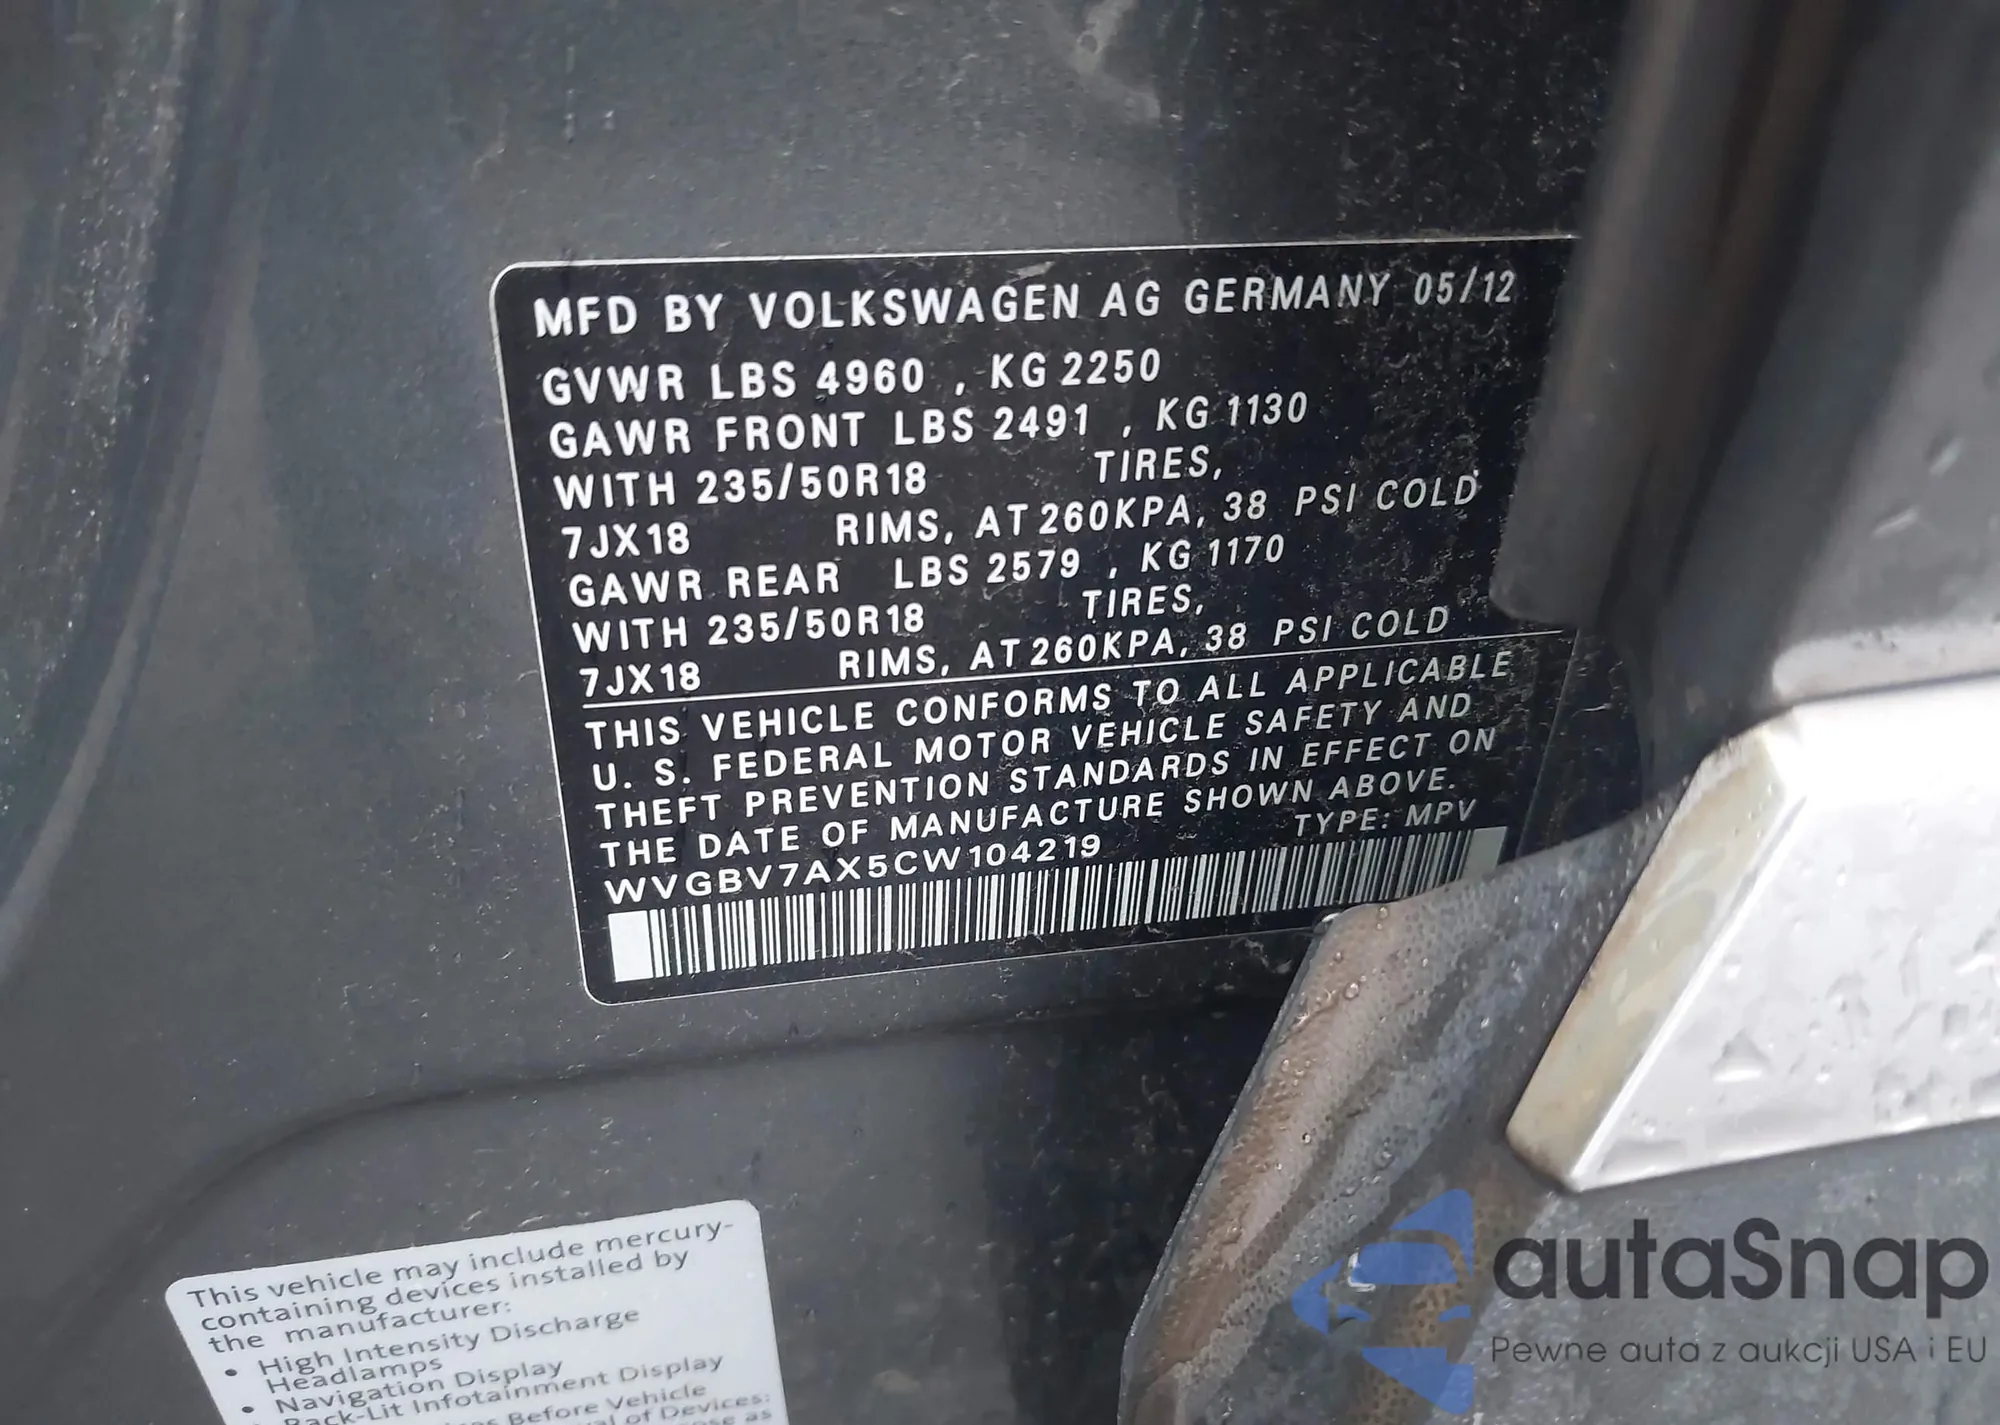 MFD BY VOLKSWAGEN AG GERMANY 05/12
GVWR LBS 4960 , KG 2250
GAWR FRONT LBS 2491 , KG 1130
WITH 235/50R18 TIRES,
7JX18 RIMS, AT 260KPA, 38 PSI COLD
GAWR REAR LBS 2579 , KG 1170
WITH 235/50R18 TIRES,
7JX18 RIMS, AT 260KPA, 38 PSI COLD
THIS VEHICLE CONFORMS TO ALL APPLICABLE
U. S. FEDERAL MOTOR VEHICLE SAFETY AND
THEFT PREVENTION STANDARDS IN EFFECT ON
THE DATE OF MANUFACTURE SHOWN ABOVE.
WVGBV7AX5CW104219 TYPE: MPV
This vehicle may include mercury-
containing devices installed by
the manufacturer:
• High Intensity Discharge
Headlamps
• Navigation Display
Back-Lit Infotainment Display
Before Vehicle
of Devices:
as
autaSnap
Pewne auta z aukcji USA i EU